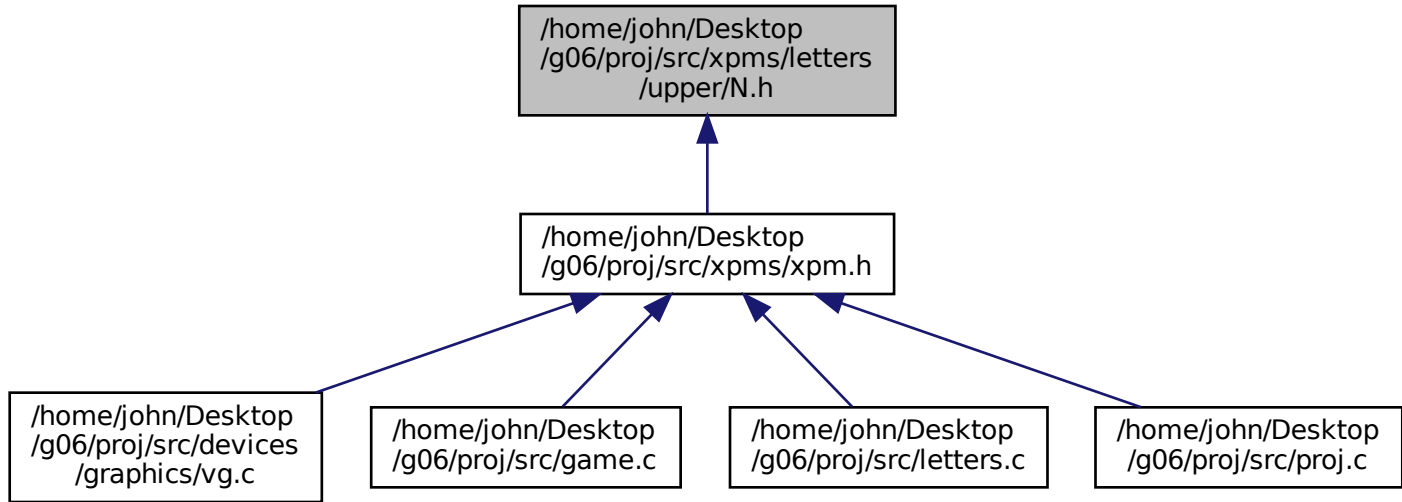 /home/john/Desktop
/g06/proj/src/xpms/letters
/upper/N.h
/home/john/Desktop
/g06/proj/src/xpms/xpm.h
/home/john/Desktop
/g06/proj/src/devices
/graphics/vg.c
/home/john/Desktop
/g06/proj/src/game.c
/home/john/Desktop
/g06/proj/src/letters.c
/home/john/Desktop
/g06/proj/src/proj.c